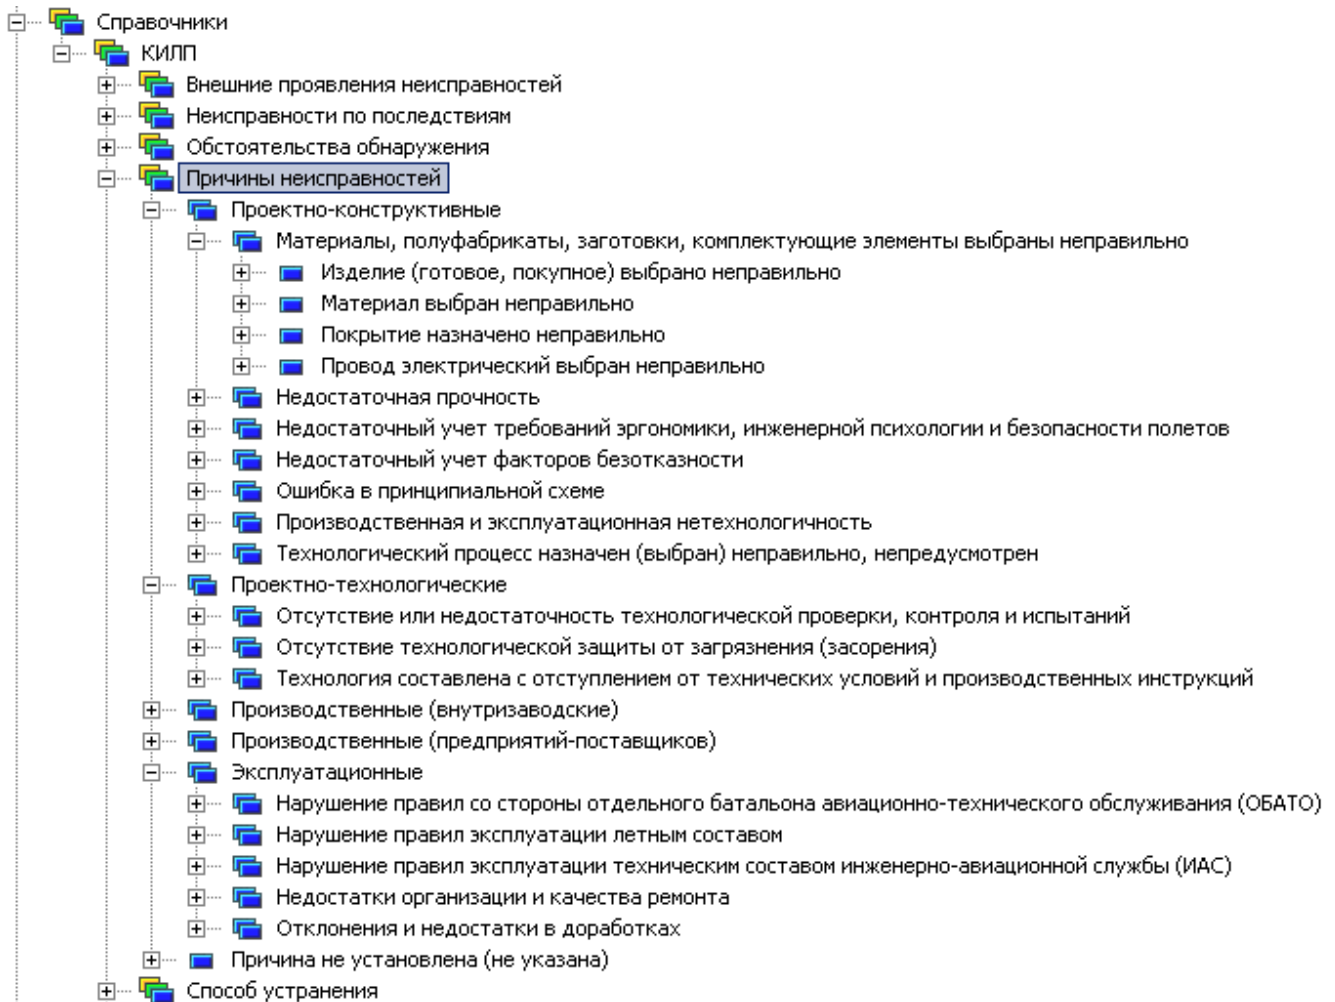 Справочники
КИЛП
Внешние проявления неисправностей
Неисправности по последствиям
Обстоятельства обнаружения
Причины неисправностей
Проектно-конструктивные
Материалы, полуфабрикаты, заготовки, комплектующие элементы выбраны неправильно
Изделие (готовое, покупное) выбрано неправильно
Материал выбран неправильно
Покрытие назначено неправильно
Провод электрический выбран неправильно
Недостаточная прочность
Недостаточный учет требований эргономики, инженерной психологии и безопасности полетов
Недостаточный учет факторов безотказности
Ошибка в принципиальной схеме
Производственная и эксплуатационная нетехнологичность
Технологический процесс назначен (выбран) неправильно, непредусмотрен
Проектно-технологические
Отсутствие или недостаточность технологической проверки, контроля и испытаний
Отсутствие технологической защиты от загрязнения (засорения)
Технология составлена с отступлением от технических условий и производственных инструкций
Производственные (внутризаводские)
Производственные (предприятий-поставщиков)
Эксплуатационные
Нарушение правил со стороны отдельного батальона авиационно-технического обслуживания (ОБАТО)
Нарушение правил эксплуатации летным составом
Нарушение правил эксплуатации техническим составом инженерно-авиационной службы (ИАС)
Недостатки организации и качества ремонта
Отклонения и недостатки в доработках
Причина не установлена (не указана)
Способ устранения